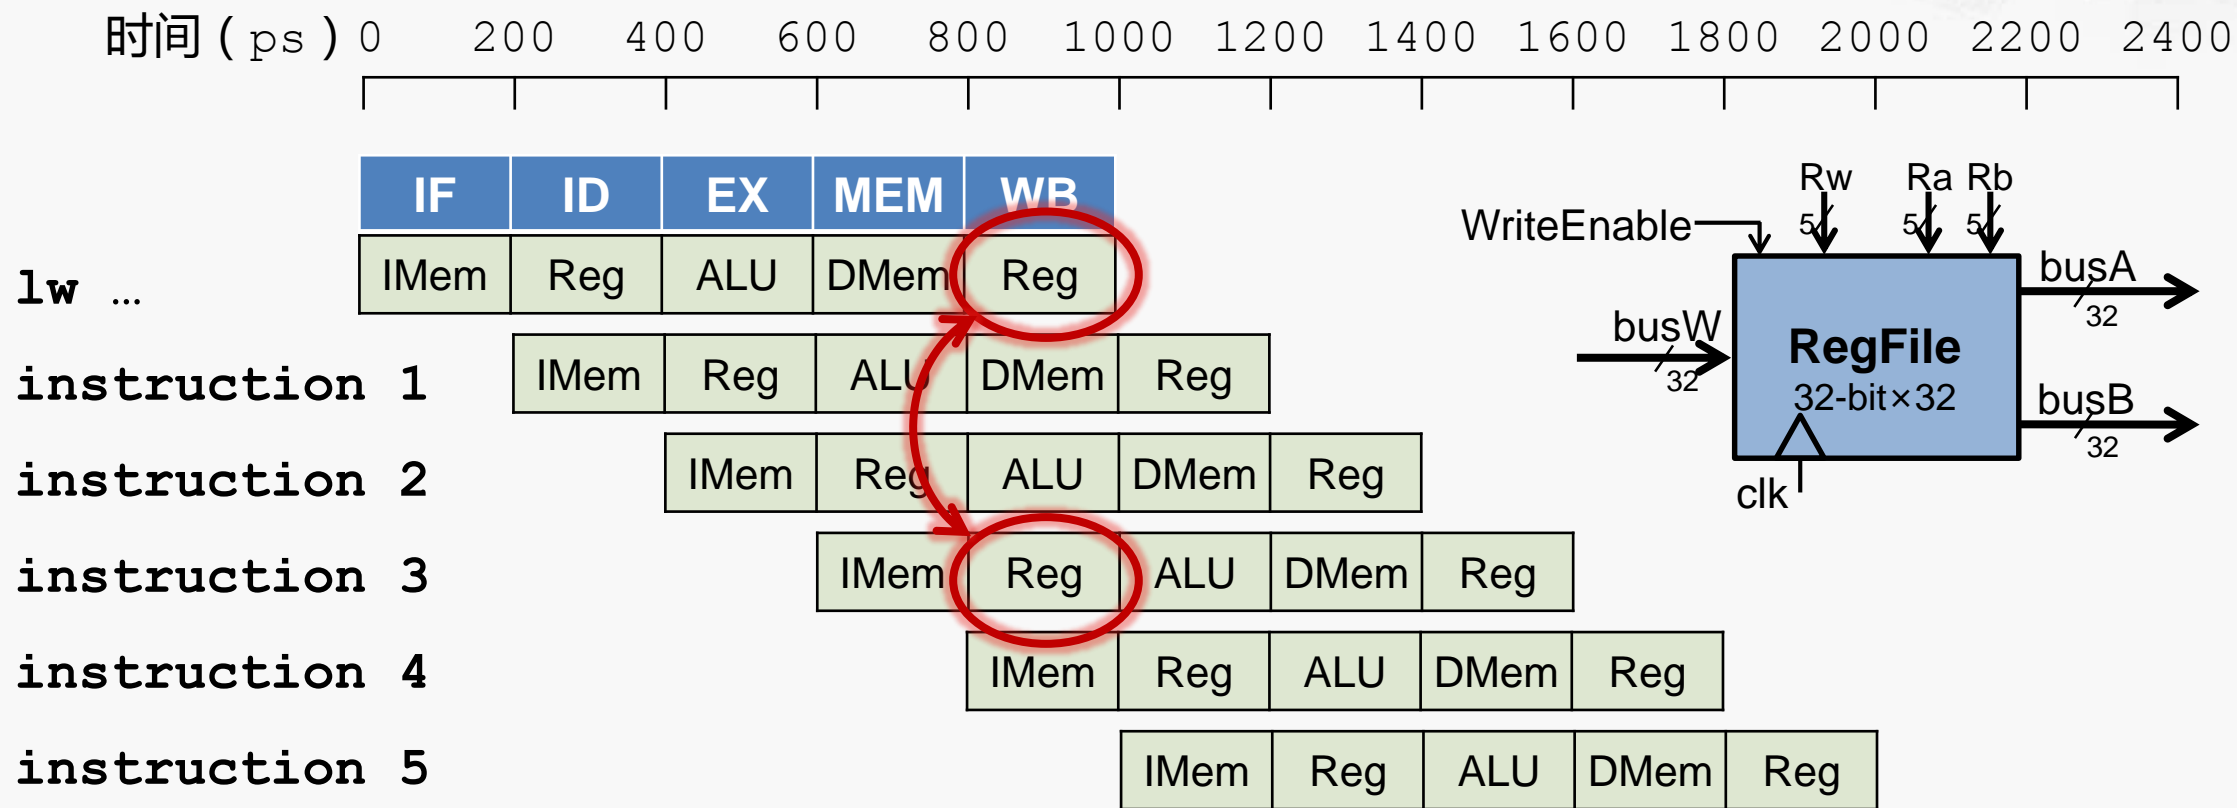 时间（ps） 0 200 400 600 800 1000 1200 1400 1600 1800 2000 2200 2400
IF ID EX MEM WB
lw … IMem Reg ALU DMem Reg
instruction 1 IMem Reg ALU DMem Reg
instruction 2 IMem Reg ALU DMem Reg
instruction 3 IMem Reg ALU DMem Reg
instruction 4 IMem Reg ALU DMem Reg
instruction 5 IMem Reg ALU DMem Reg
Rw Ra Rb
WriteEnable 5 5 5
busA
32
busW
32
RegFile
32-bit×32
busB
32
clk